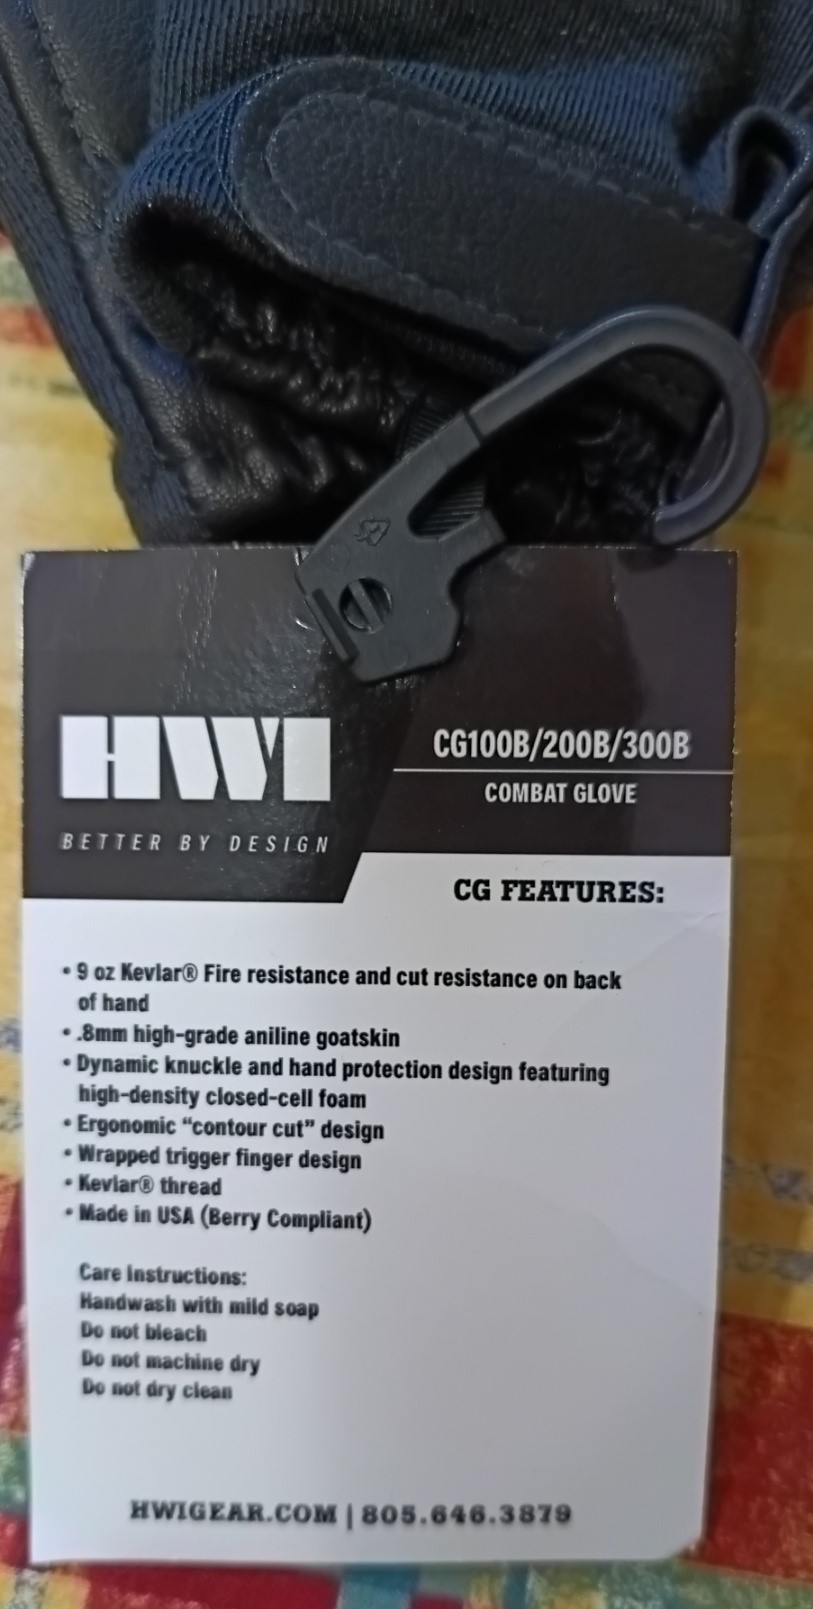 HWI
BETTER BY DESIGN
CG100B/200B/300B
COMBAT GLOVE
CG FEATURES:
• 9 oz Kevlar® Fire resistance and cut resistance on back
of hand
• .8mm high-grade aniline goatskin
• Dynamic knuckle and hand protection design featuring
high-density closed-cell foam
• Ergonomic “contour cut” design
• Wrapped trigger finger design
• Kevlar® thread
• Made in USA (Berry Compliant)
Care Instructions:
Handwash with mild soap
Do not bleach
Do not machine dry
Do not dry clean
HWIGEAR.COM | 805.646.3879